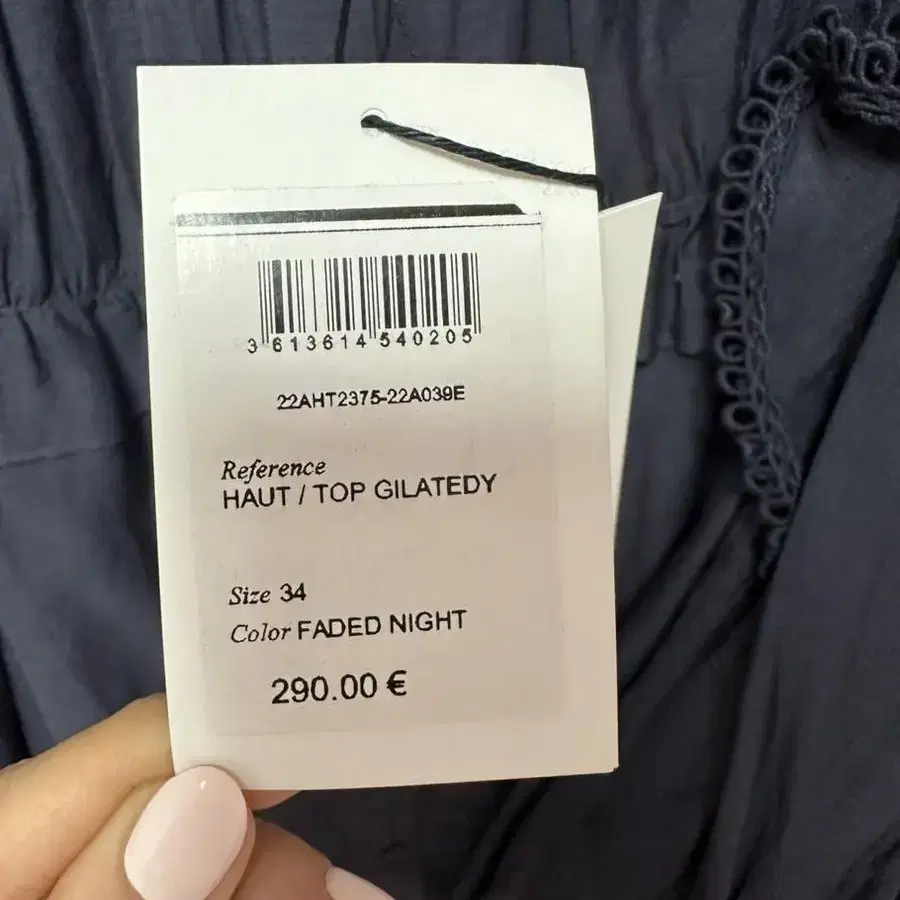 3 613614 540205
22AHT2375-22A039E
Reference
HAUT / TOP GILATEDY
Size 34
Color FADED NIGHT
290.00 €